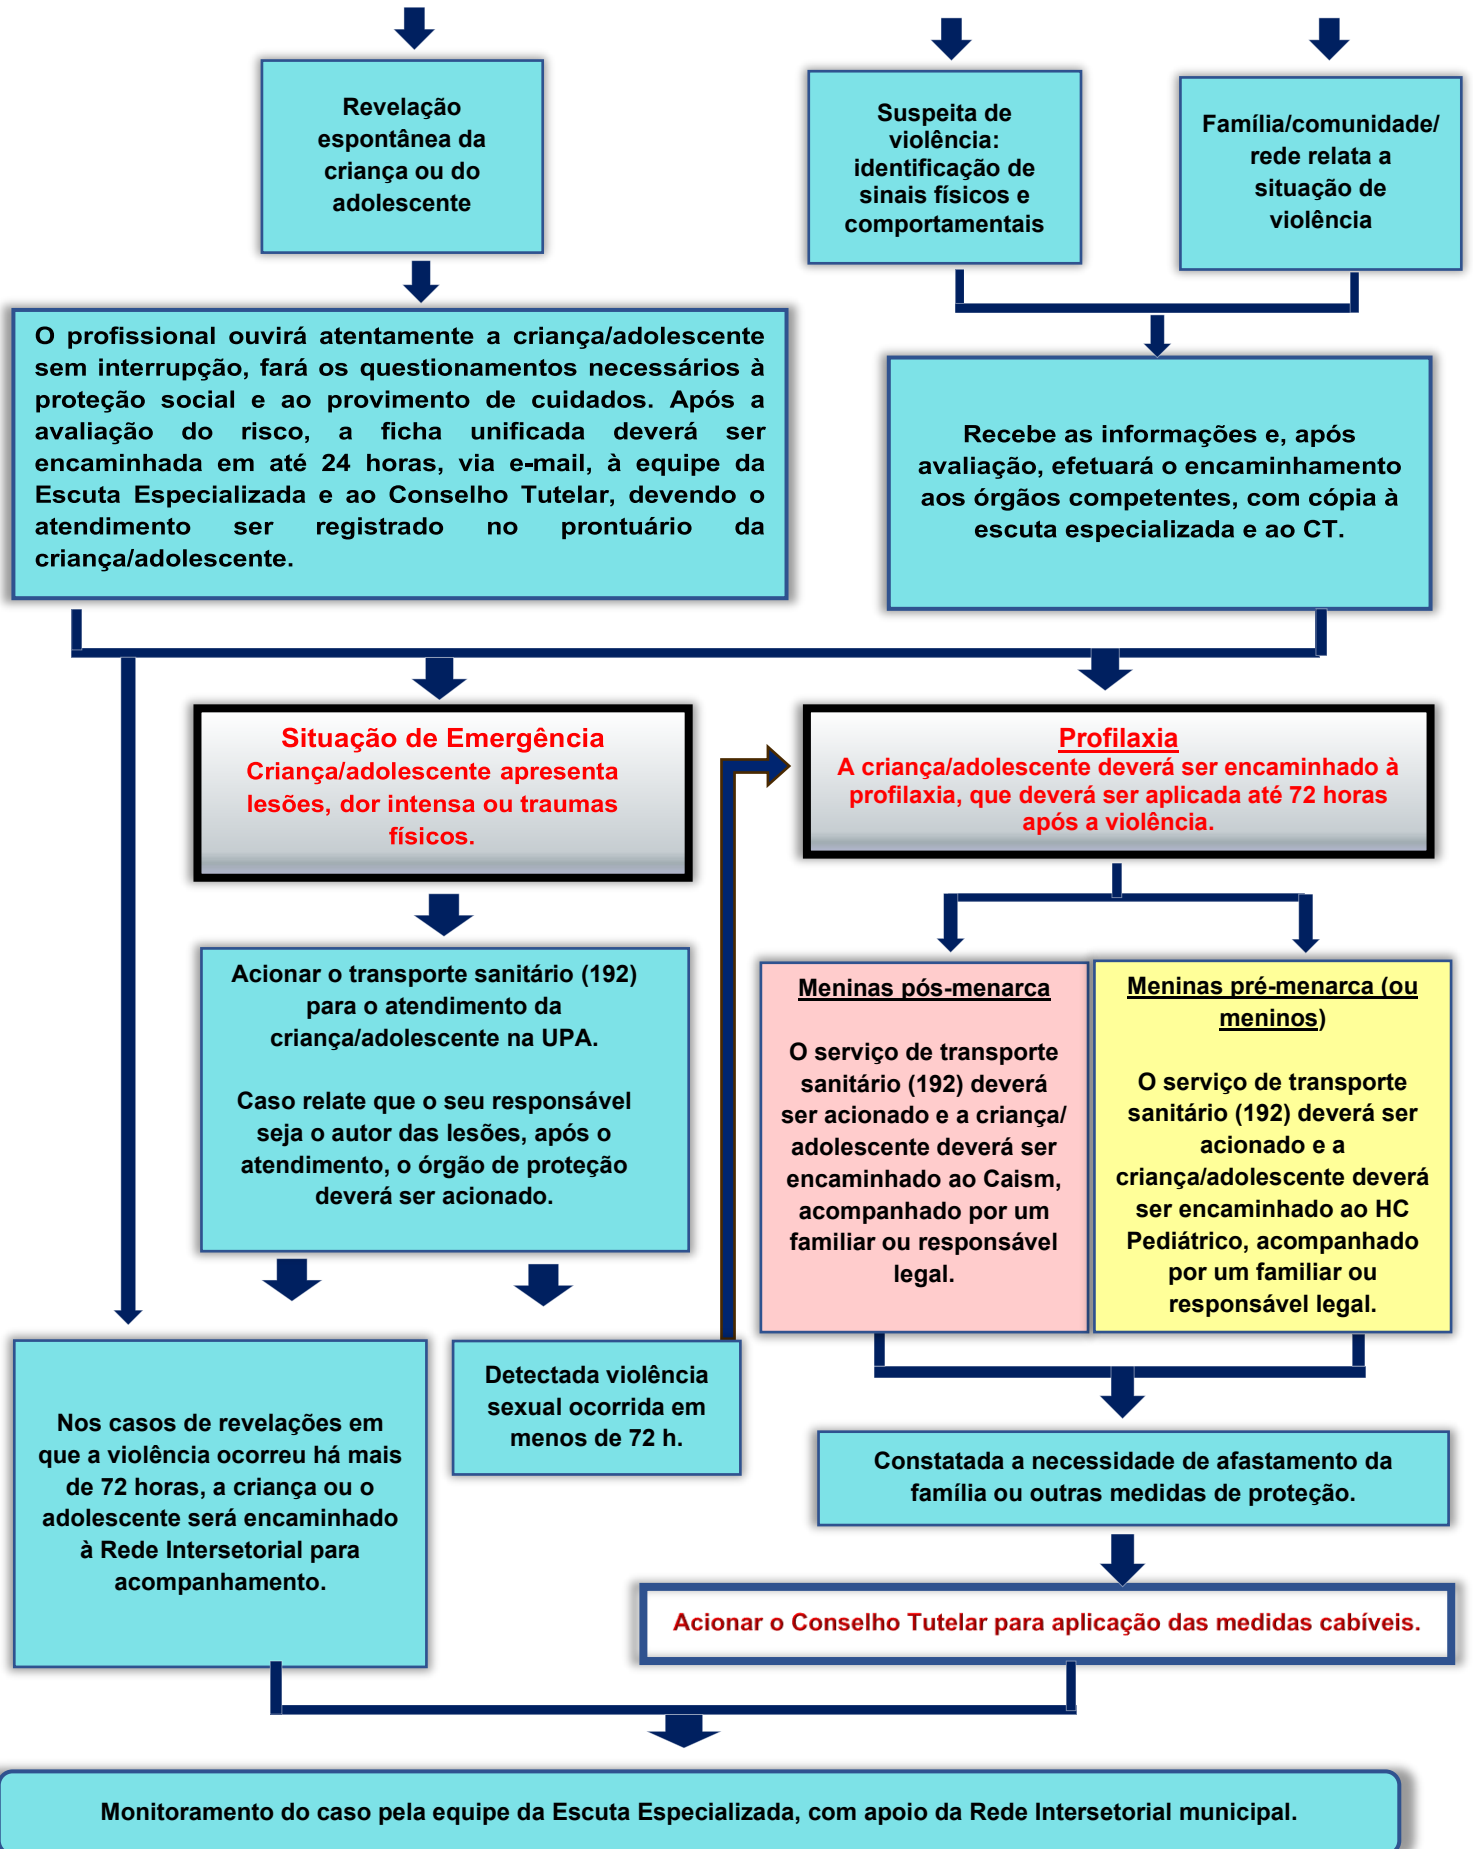 Revelação
espontânea da
criança ou do
adolescente
Suspeita de
violência:
identificação de
sinais físicos e
comportamentais
Família/comunidade/
rede relata a
situação de
violência
O profissional ouvirá atentamente a criança/adolescente
sem interrupção, fará os questionamentos necessários à
proteção social e ao provimento de cuidados. Após a
avaliação do risco, a ficha unificada deverá ser
encaminhada em até 24 horas, via e-mail, à equipe da
Escuta Especializada e ao Conselho Tutelar, devendo o
atendimento ser registrado no prontuário da
criança/adolescente.
Recebe as informações e, após
avaliação, efetuará o encaminhamento
aos órgãos competentes, com cópia à
escuta especializada e ao CT.
Situação de Emergência
Criança/adolescente apresenta
lesões, dor intensa ou traumas
físicos.
Profilaxia
A criança/adolescente deverá ser encaminhado à
profilaxia, que deverá ser aplicada até 72 horas
após a violência.
Acionar o transporte sanitário (192)
para o atendimento da
criança/adolescente na UPA.
Caso relate que o seu responsável
seja o autor das lesões, após o
atendimento, o órgão de proteção
deverá ser acionado.
Meninas pós-menarca
O serviço de transporte
sanitário (192) deverá
ser acionado e a criança/
adolescente deverá ser
encaminhado ao Caism,
acompanhado por um
familiar ou responsável
legal.
Meninas pré-menarca (ou
meninos)
O serviço de transporte
sanitário (192) deverá ser
acionado e a
criança/adolescente deverá
ser encaminhado ao HC
Pediátrico, acompanhado
por um familiar ou
responsável legal.
Nos casos de revelações em
que a violência ocorreu há mais
de 72 horas, a criança ou o
adolescente será encaminhado
à Rede Intersetorial para
acompanhamento.
Detectada violência
sexual ocorrida em
menos de 72 h.
Constatada a necessidade de afastamento da
família ou outras medidas de proteção.
Acionar o Conselho Tutelar para aplicação das medidas cabíveis.
Monitoramento do caso pela equipe da Escuta Especializada, com apoio da Rede Intersetorial municipal.